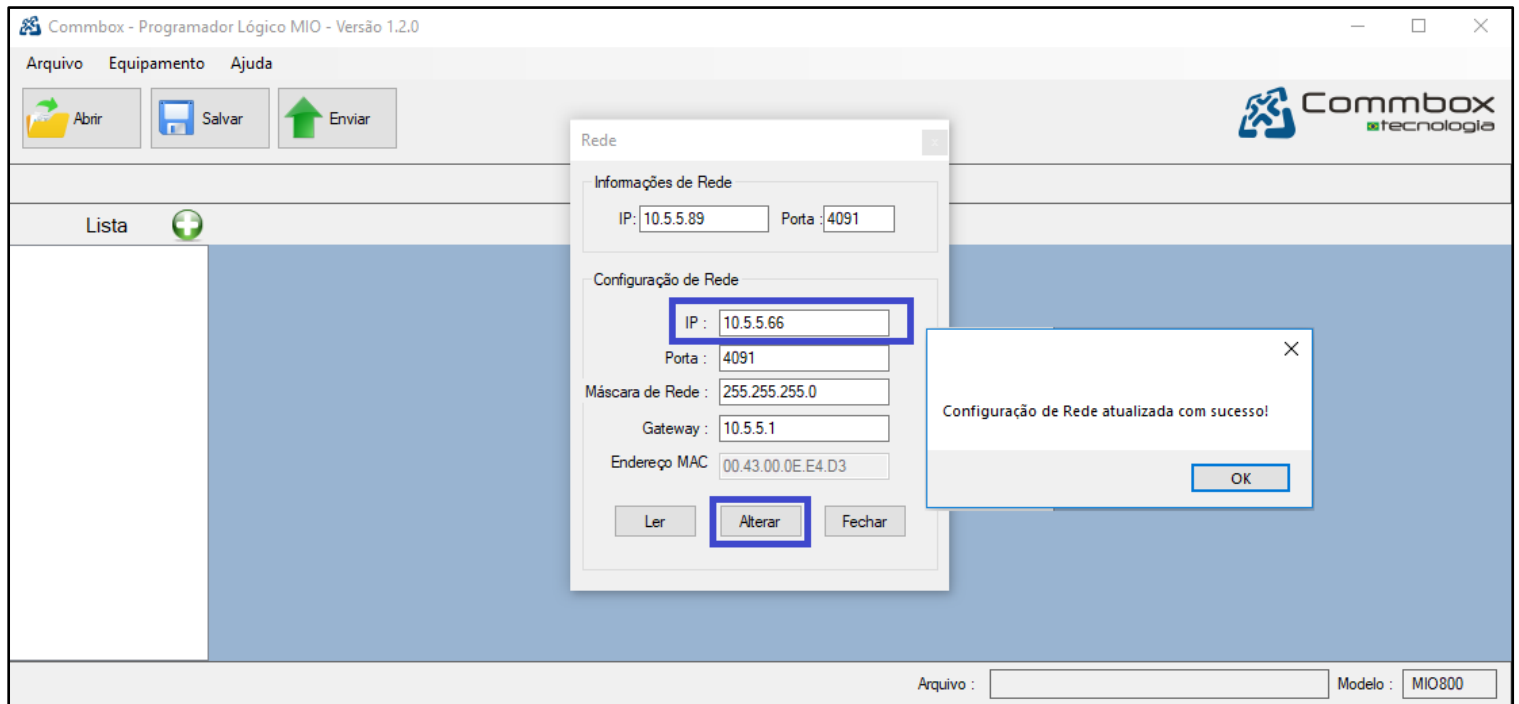 Commbox - Programador Lógico MIO - Versão 1.2.0
Arquivo Equipamento Ajuda
Abrir Salvar Enviar
Commbox
tecnologia
Rede
x
Informações de Rede
IP: 10.5.5.89 Porta : 4091
Lista
Configuração de Rede
IP : 10.5.5.66
Porta : 4091
Máscara de Rede : 255.255.255.0
Gateway : 10.5.5.1
Endereço MAC 00.43.00.0E.E4.D3
Ler Alterar Fechar
Configuração de Rede atualizada com sucesso!
OK
Arquivo : Modelo : MIO800